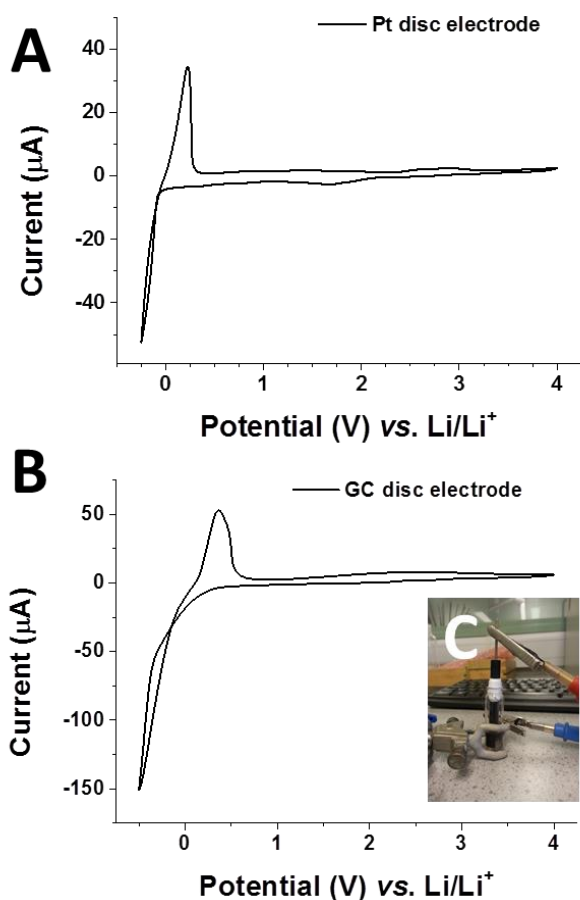 A
Pt disc electrode
40
20
0
-20
-40
Current (μA)
0 1 2 3 4
Potential (V) vs. Li/Li⁺
B
GC disc electrode
50
0
-50
-100
-150
Current (μA)
C
0 1 2 3 4
Potential (V) vs. Li/Li⁺